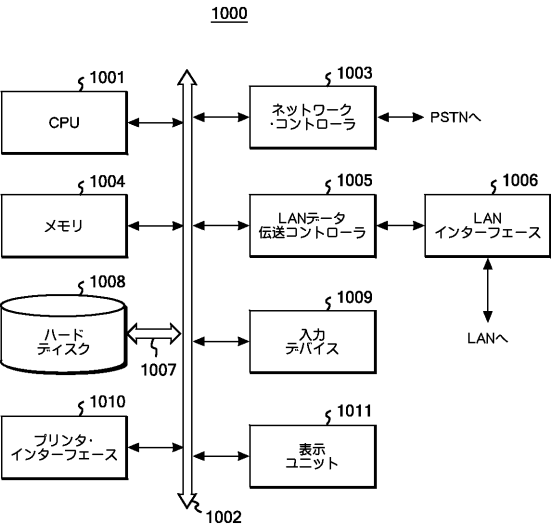 1000
1001
CPU
1003
ネットワーク
・コントローラ
PSTNへ
1004
メモリ
1005
LANデータ
伝送コントローラ
1006
LAN
インターフェース
LANへ
1008
ハード
ディスク
1007
1009
入力
デバイス
1010
プリンタ・
インターフェース
1011
表示
ユニット
1002